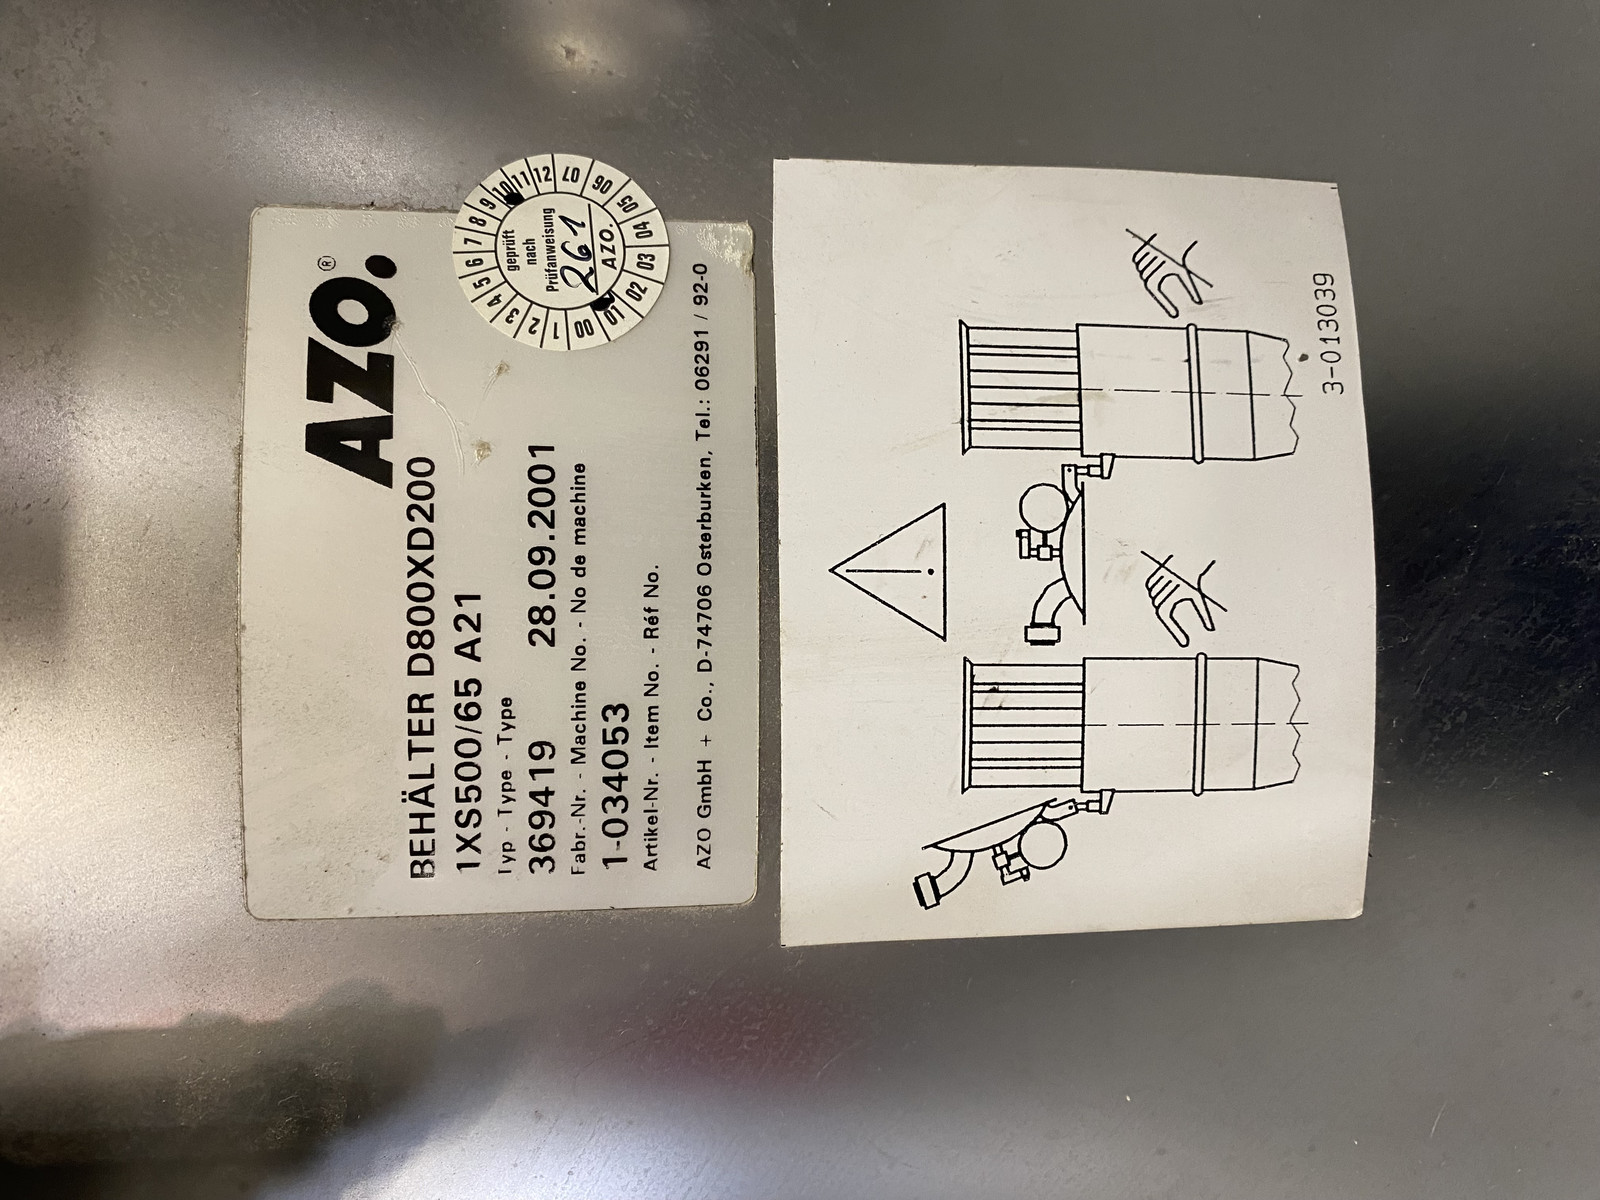 AZO.®
BEHÄLTER D800XD200
1XS500/65 A21
Typ - Type - Type
3694419 28.09.2001
Fabr.-Nr. - Machine No. - No de machine
1-034053
Artikel-Nr. - Item No. - Réf No.
AZO GmbH + Co., D-74706 Osterburken, Tel.: 06291 / 92-0
1 2 3 4 5 6 7 8 9 10 11 12
07 06 05 04 03 02 01 00
geprüft
nach
Prüfanweisung
261
AZO.
!
3-013039